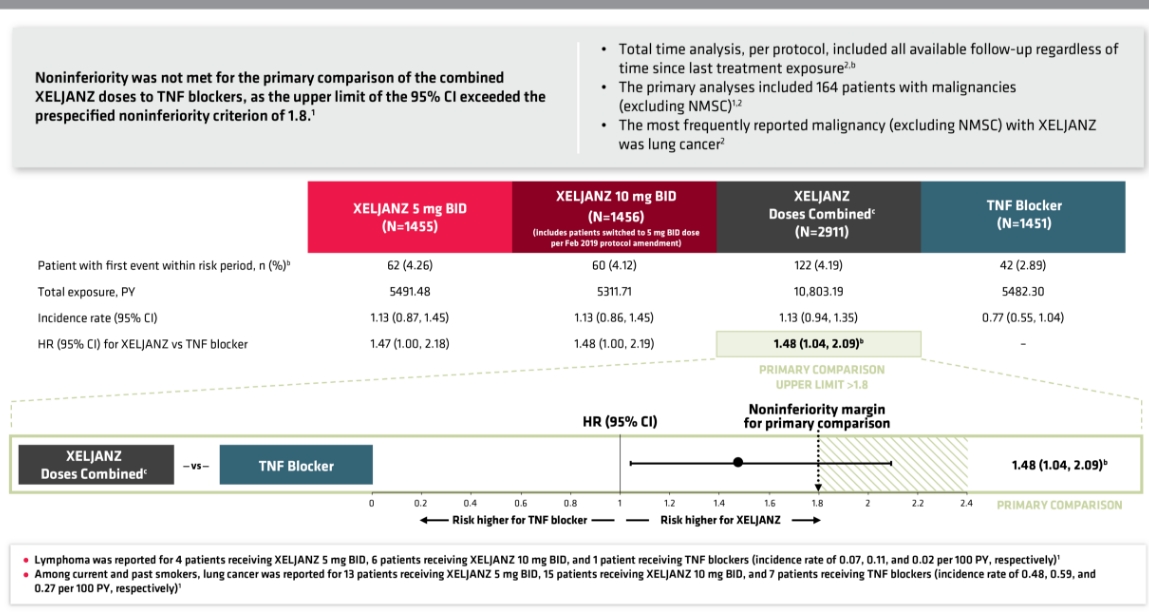 Noninferiority was not met for the primary comparison of the combined
XELJANZ doses to TNF blockers, as the upper limit of the 95% CI exceeded the
prespecified noninferiority criterion of 1.8.¹
• Total time analysis, per protocol, included all available follow-up regardless of
time since last treatment exposure²,ᵇ
• The primary analyses included 164 patients with malignancies
(excluding NMSC)¹,²
• The most frequently reported malignancy (excluding NMSC) with XELJANZ
was lung cancer²
XELJANZ 5 mg BID
(N=1455)
XELJANZ 10 mg BID
(N=1456)
(includes patients switched to 5 mg BID dose
per Feb 2019 protocol amendment)
XELJANZ
Doses Combinedᶜ
(N=2911)
TNF Blocker
(N=1451)
Patient with first event within risk period, n (%)ᵇ 62 (4.26) 60 (4.12) 122 (4.19) 42 (2.89)
Total exposure, PY 5491.48 5311.71 10,803.19 5482.30
Incidence rate (95% CI) 1.13 (0.87, 1.45) 1.13 (0.86, 1.45) 1.13 (0.94, 1.35) 0.77 (0.55, 1.04)
HR (95% CI) for XELJANZ vs TNF blocker 1.47 (1.00, 2.18) 1.48 (1.00, 2.19) 1.48 (1.04, 2.09)ᵇ –
PRIMARY COMPARISON
UPPER LIMIT >1.8
HR (95% CI)
Noninferiority margin
for primary comparison
XELJANZ
Doses Combinedᶜ
–vs–
TNF Blocker
1.48 (1.04, 2.09)ᵇ
0 0.2 0.4 0.6 0.8 1 1.2 1.4 1.6 1.8 2 2.2 2.4
PRIMARY COMPARISON
Risk higher for TNF blocker
Risk higher for XELJANZ
• Lymphoma was reported for 4 patients receiving XELJANZ 5 mg BID, 6 patients receiving XELJANZ 10 mg BID, and 1 patient receiving TNF blockers (incidence rate of 0.07, 0.11, and 0.02 per 100 PY, respectively)¹
• Among current and past smokers, lung cancer was reported for 13 patients receiving XELJANZ 5 mg BID, 15 patients receiving XELJANZ 10 mg BID, and 7 patients receiving TNF blockers (incidence rate of 0.48, 0.59, and
0.27 per 100 PY, respectively)¹